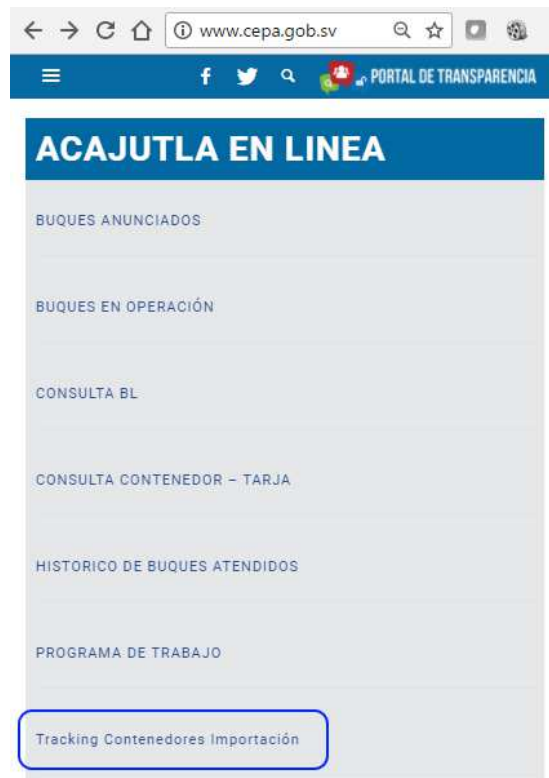 www.cepa.gob.sv
PORTAL DE TRANSPARENCIA
ACAJUTLA EN LINEA
BUQUES ANUNCIADOS
BUQUES EN OPERACIÓN
CONSULTA BL
CONSULTA CONTENEDOR – TARJA
HISTORICO DE BUQUES ATENDIDOS
PROGRAMA DE TRABAJO
Tracking Contenedores Importación